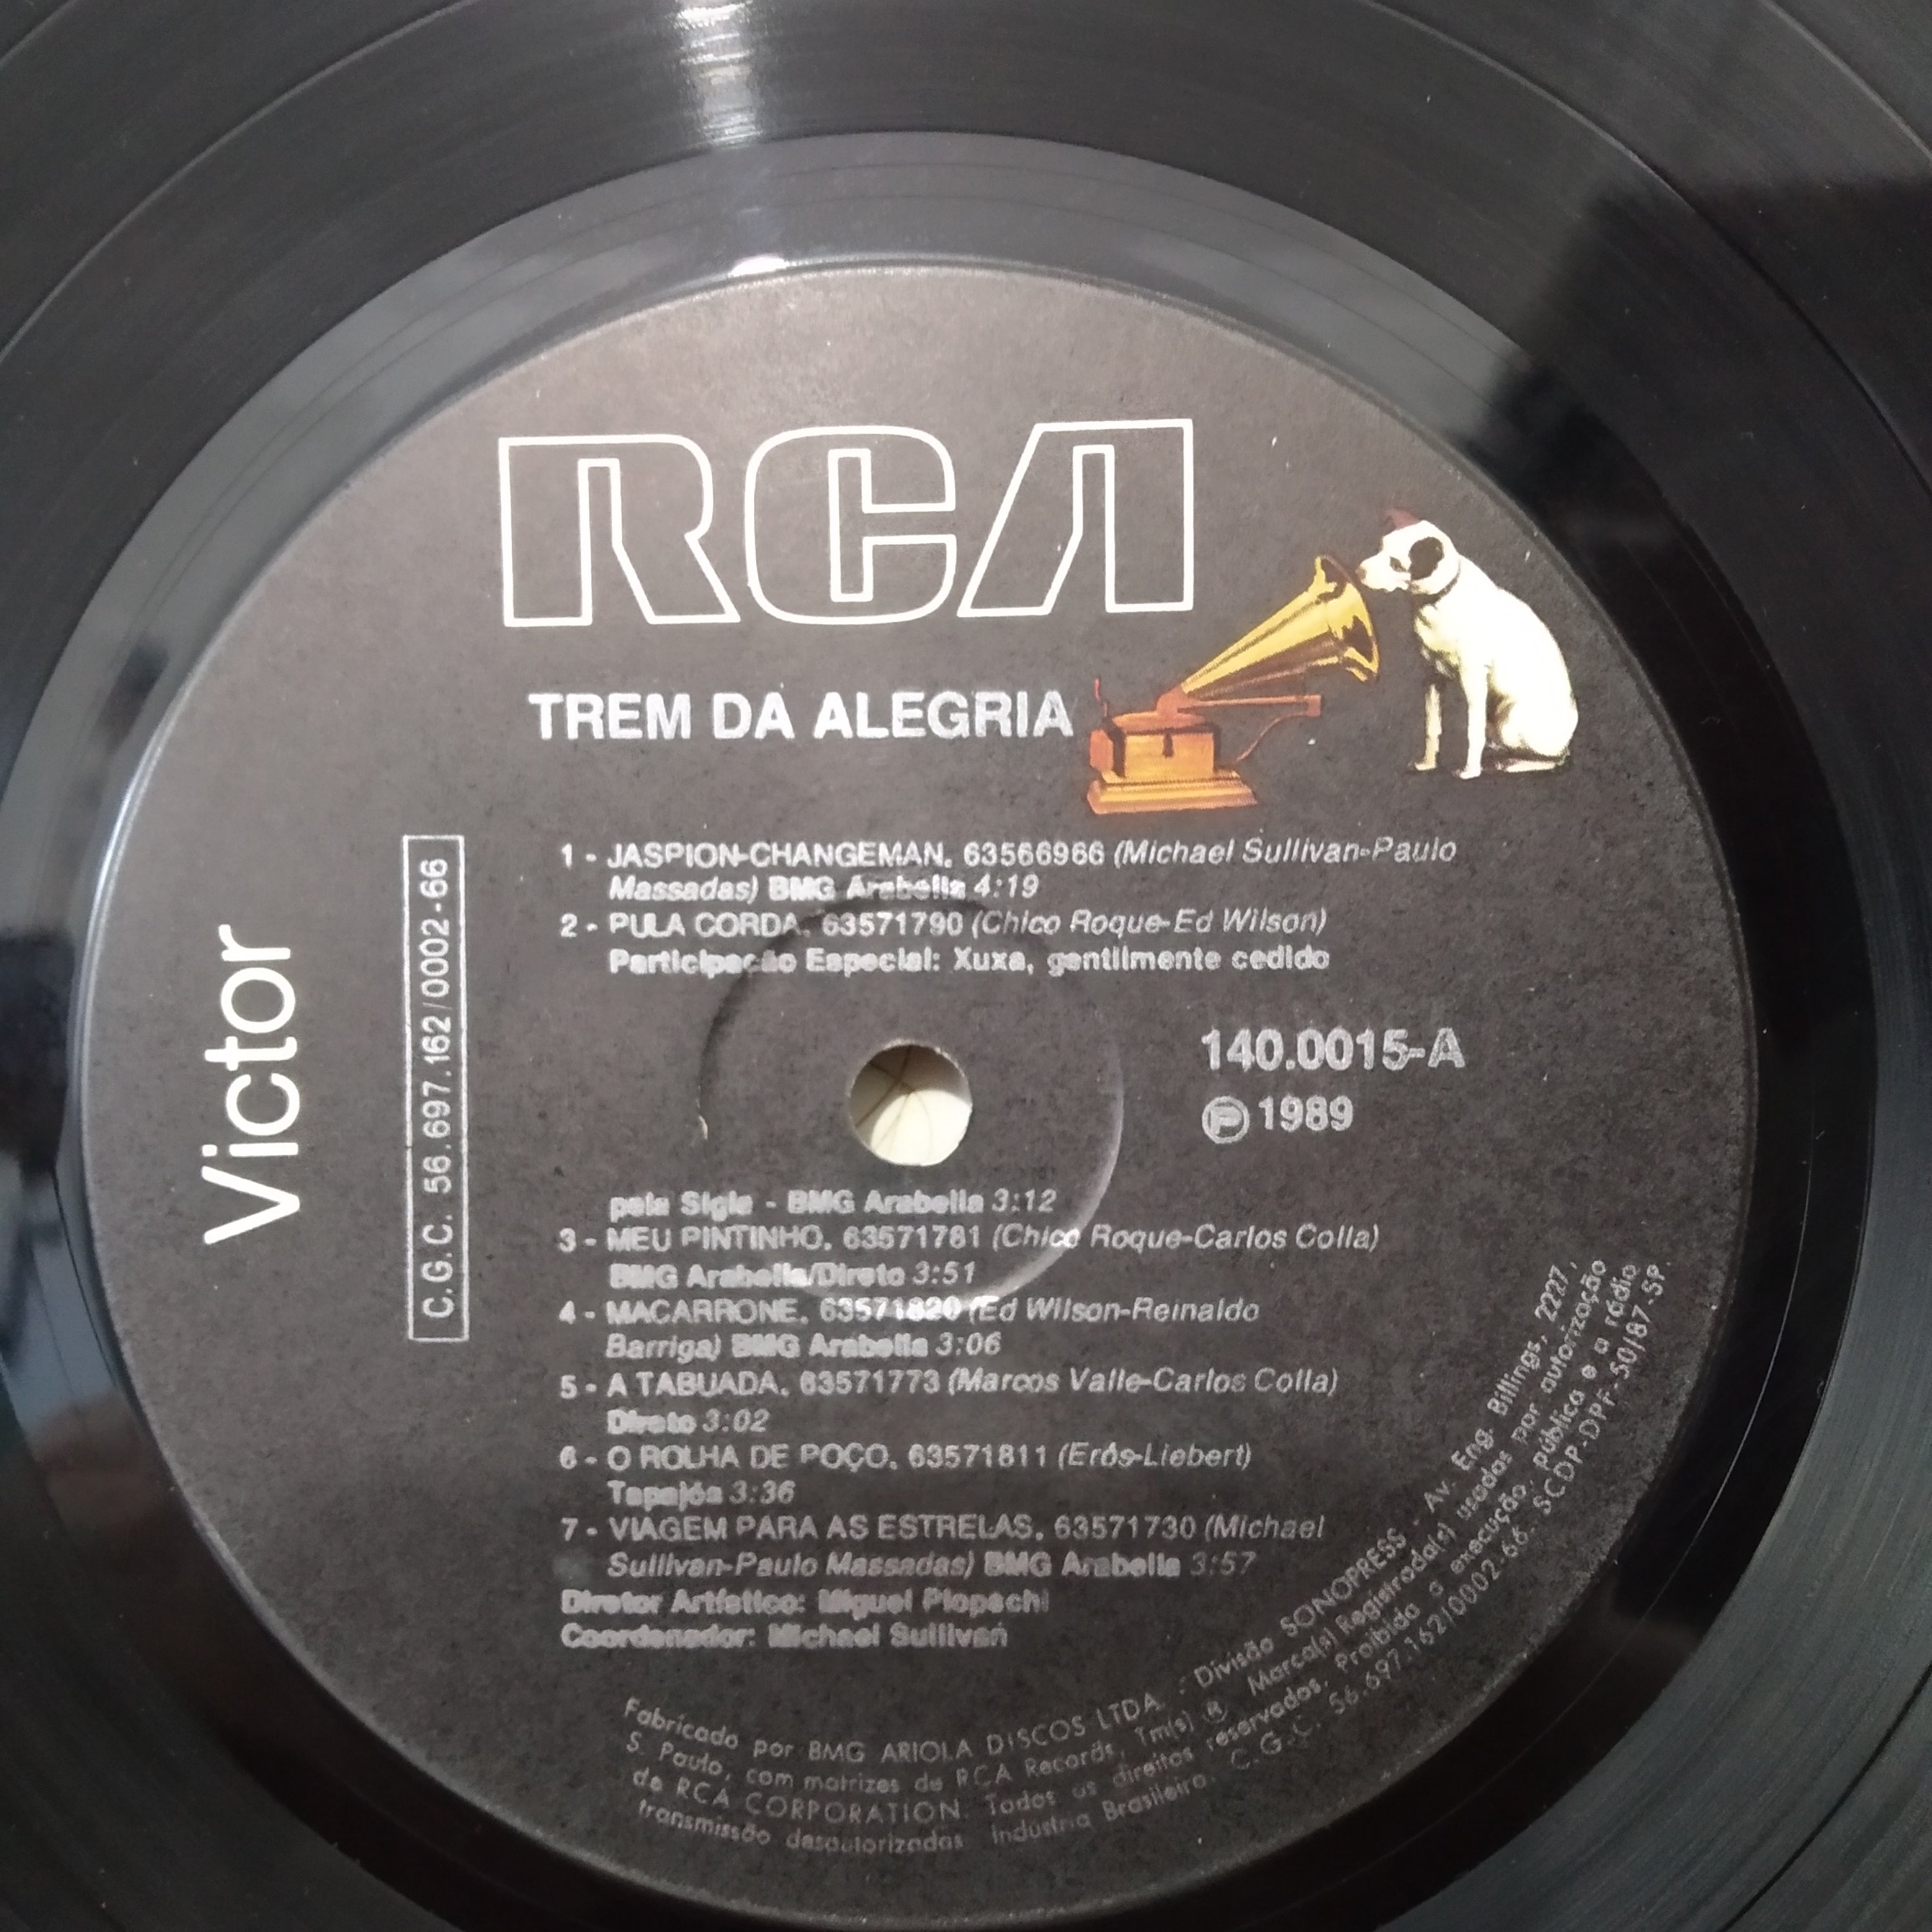 RCA
TREM DA ALEGRIA
Victor
C.G.C. 56.697.162/0002-66
1 - JASPION-CHANGEMAN, 63566966 (Michael Sullivan-Paulo
Massadas) BMG Arabella 4:19
2 - PULA CORDA, 63571790 (Chico Roque-Ed Wilson)
Participação Especial: Xuxa, gentilmente cedido
140.0015-A
Ⓟ 1989
pela Sigla - BMG Arabella 3:12
3 - MEU PINTINHO, 63571781 (Chico Roque-Carlos Colla)
BMG Arabella/Direto 3:51
4 - MACARRONE, 63571820 (Ed Wilson-Reinaldo
Barriga) BMG Arabella 3:06
5 - A TABUADA, 63571773 (Marcos Valle-Carlos Colla)
Direto 3:02
6 - O ROLHA DE POÇO, 63571811 (Erós-Liebert)
Tapajós 3:36
7 - VIAGEM PARA AS ESTRELAS, 63571730 (Michael
Sullivan-Paulo Massadas) BMG Arabella 3:57
Diretor Artístico: Miguel Plopschi
Coordenador: Michael Sullivan
Fabricado por BMG ARIOLA DISCOS LTDA. - Divisão SONOPRESS - Av. Eng. Billings, 2227,
S. Paulo, com matrizes de RCA Records, Tm(s) ® Marca(s) Registrada(s) usadas por autorização
de RCA CORPORATION. Todos os direitos reservados. Proibida a execução, pública e a rádio
transmissão desautorizadas Indústria Brasileira. C.G.C. 56.697.162/0002-66. SCDP-DPF-50/87-SP.